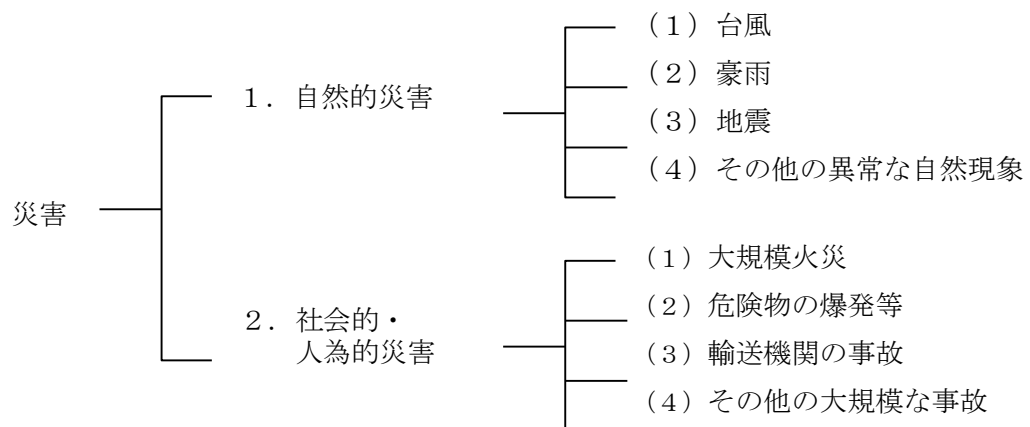 災害
１．自然的災害
（１）台風
（２）豪雨
（３）地震
（４）その他の異常な自然現象
２．社会的・
人為的災害
（１）大規模火災
（２）危険物の爆発等
（３）輸送機関の事故
（４）その他の大規模な事故